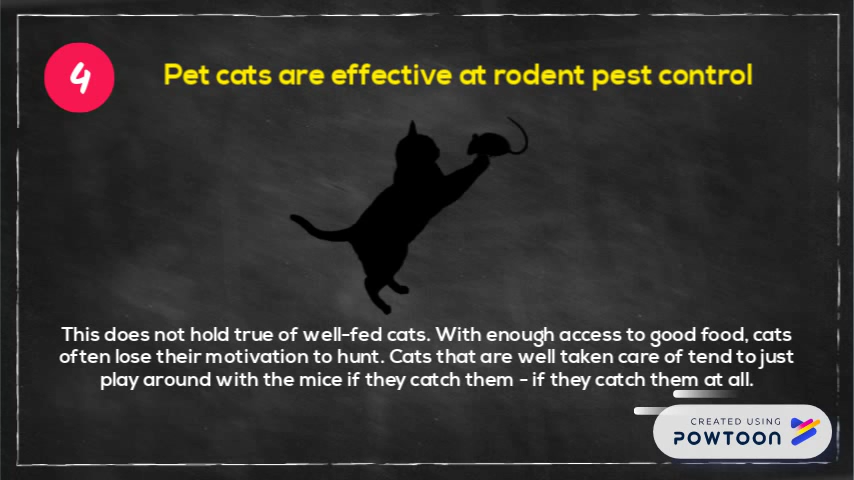 4
Pet cats are effective at rodent pest control
This does not hold true of well-fed cats. With enough access to good food, cats
often lose their motivation to hunt. Cats that are well taken care of tend to just
play around with the mice if they catch them - if they catch them at all.
CREATED USING
POWTOON